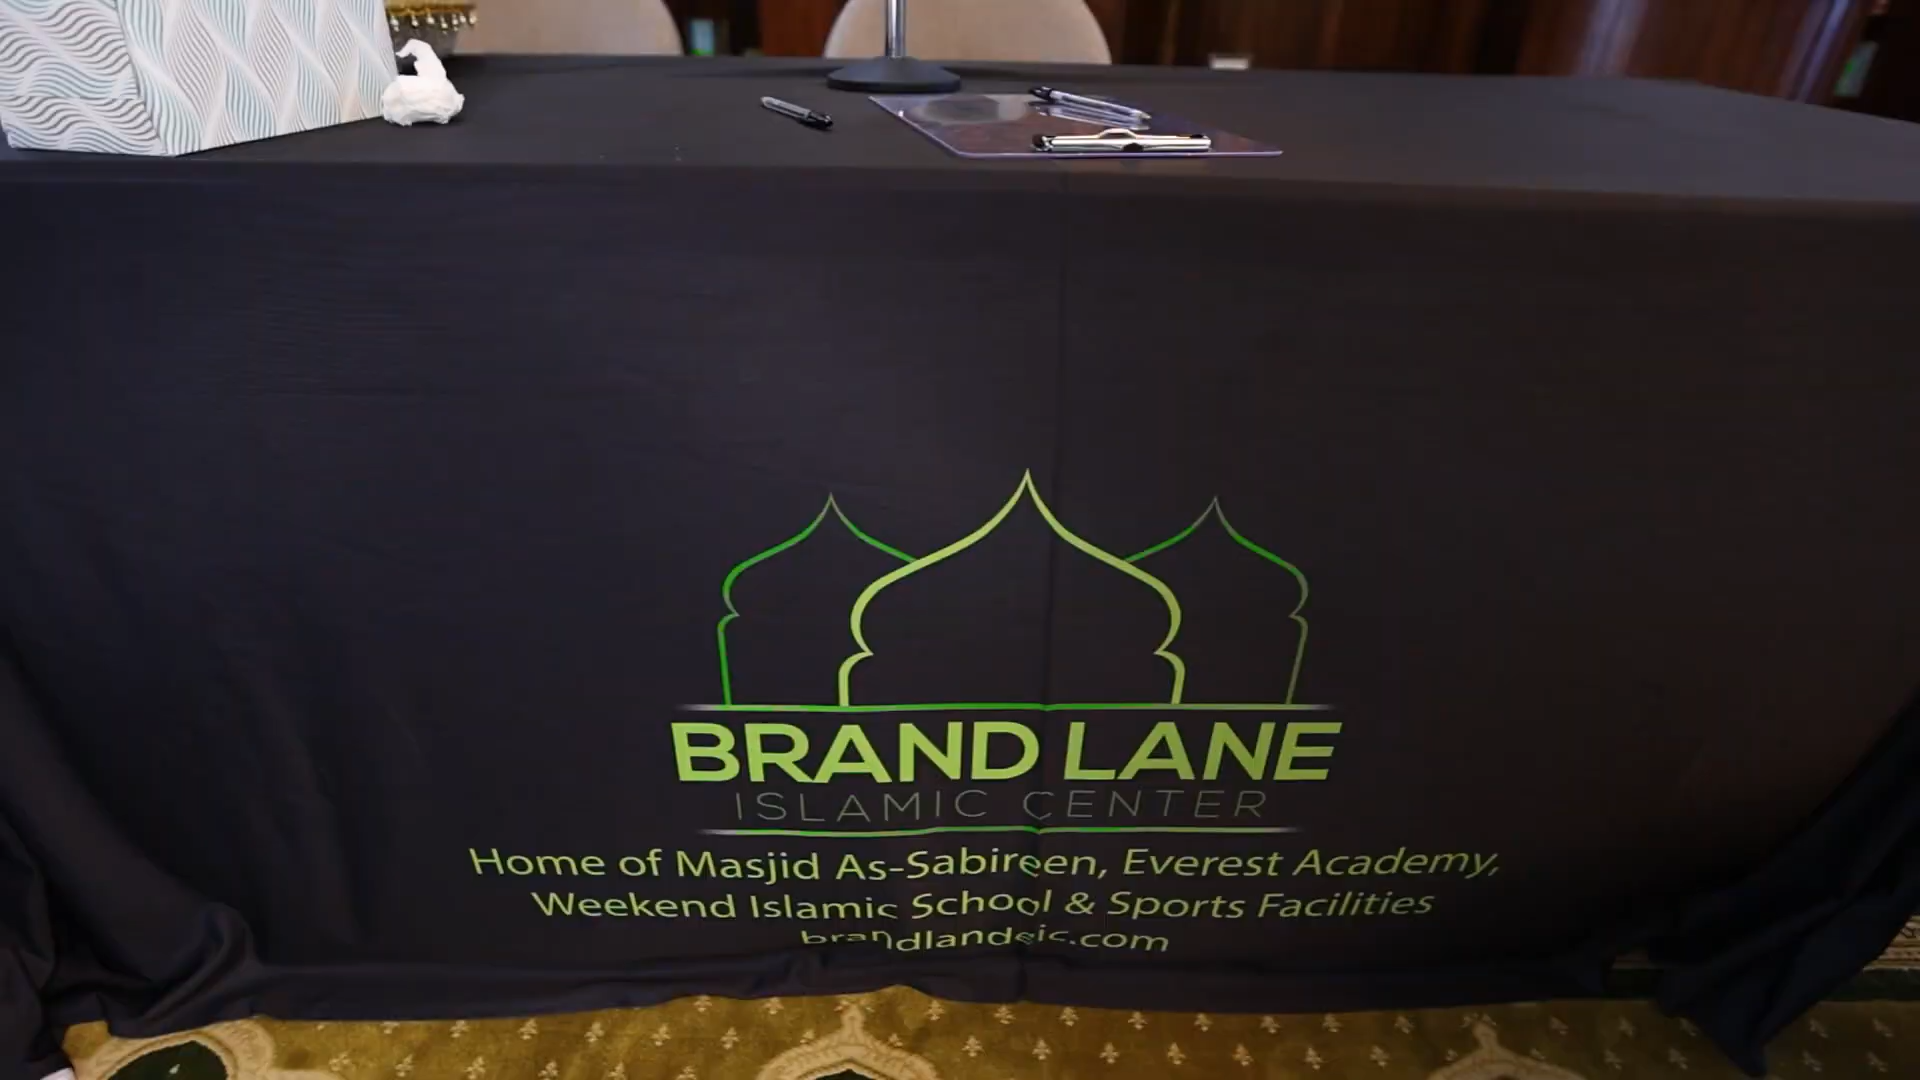 BRAND LANE
ISLAMIC CENTER
Home of Masjid As-Sabireen, Everest Academy,
Weekend Islamic School & Sports Facilities